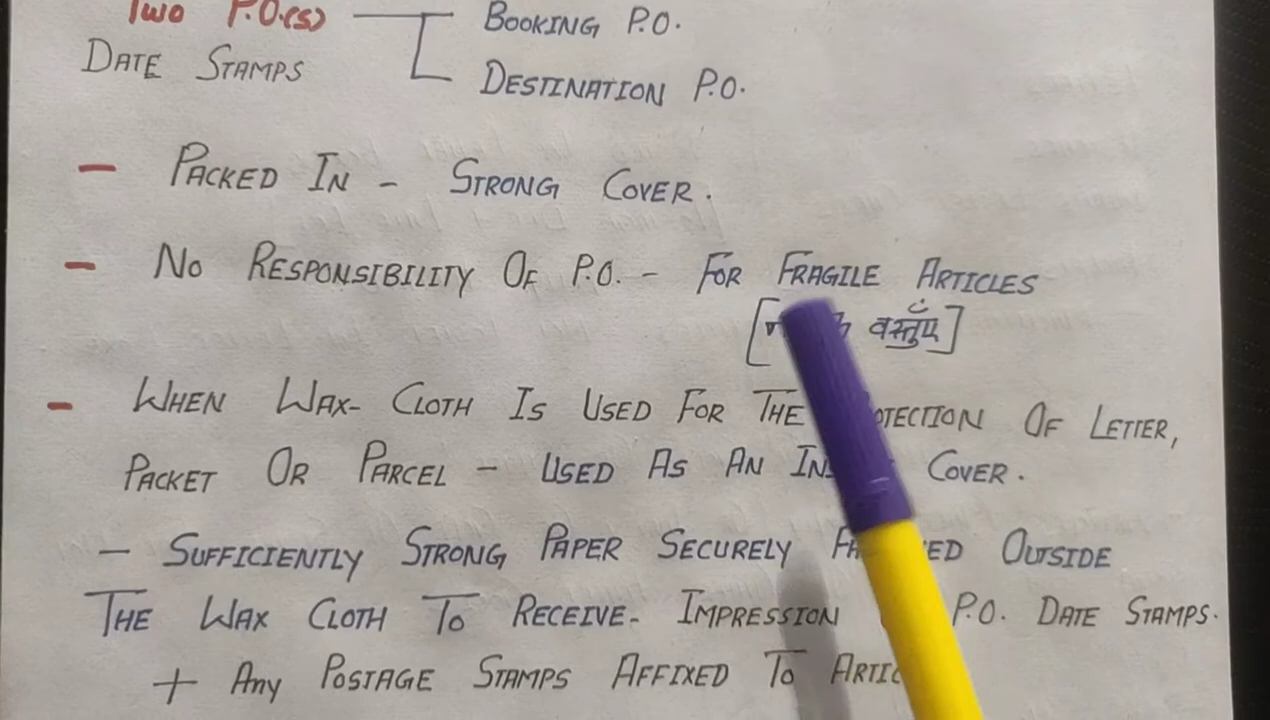 Two P.O.(s) — Booking P.O.
Date Stamps Destination P.O.
— Packed In - Strong Cover.
— No Responsibility Of P.O. - For Fragile Articles
[ वस्तुएं]
— When Wax-Cloth Is Used For The Of Letter,
Packet Or Parcel - Used As An Cover.
— Sufficiently Strong Paper Securely Outside
The Wax Cloth To Receive- Impression P.O. Date Stamps.
+ Any Postage Stamps Affixed To